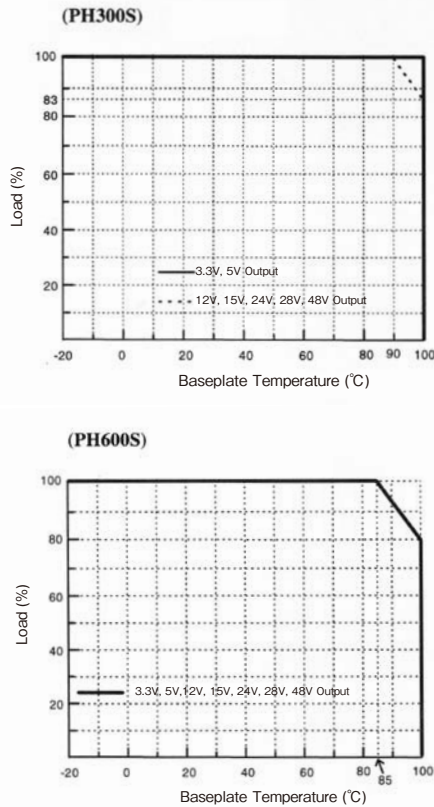 (PH300S)
100
83
80
60
40
20
Load (%)
3.3V, 5V Output
12V, 15V, 24V, 28V, 48V Output
-20 0 20 40 60 80 90 100
Baseplate Temperature (℃)
(PH600S)
100
80
60
40
20
Load (%)
3.3V, 5V,12V, 15V, 24V, 28V, 48V Output
-20 0 20 40 60 80 85 100
Baseplate Temperature (℃)